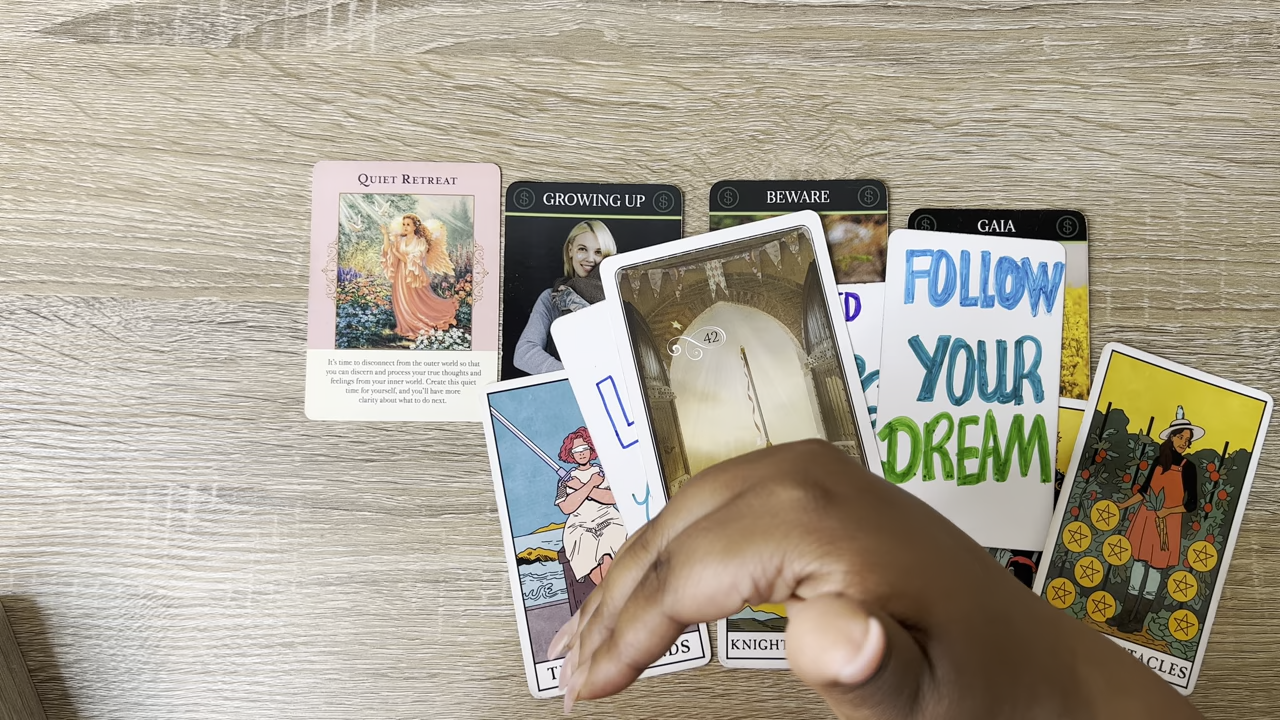 QUIET RETREAT
It's time to disconnect from the outer world so that
you can discern and process your true thoughts and
feelings from your inner world. Create this quiet
time for yourself, and you'll have more
clarity about what to do next.
$ GROWING UP $
$ BEWARE $
$ GAIA $
42
FOLLOW
YOUR
DREAM
KNIGHT